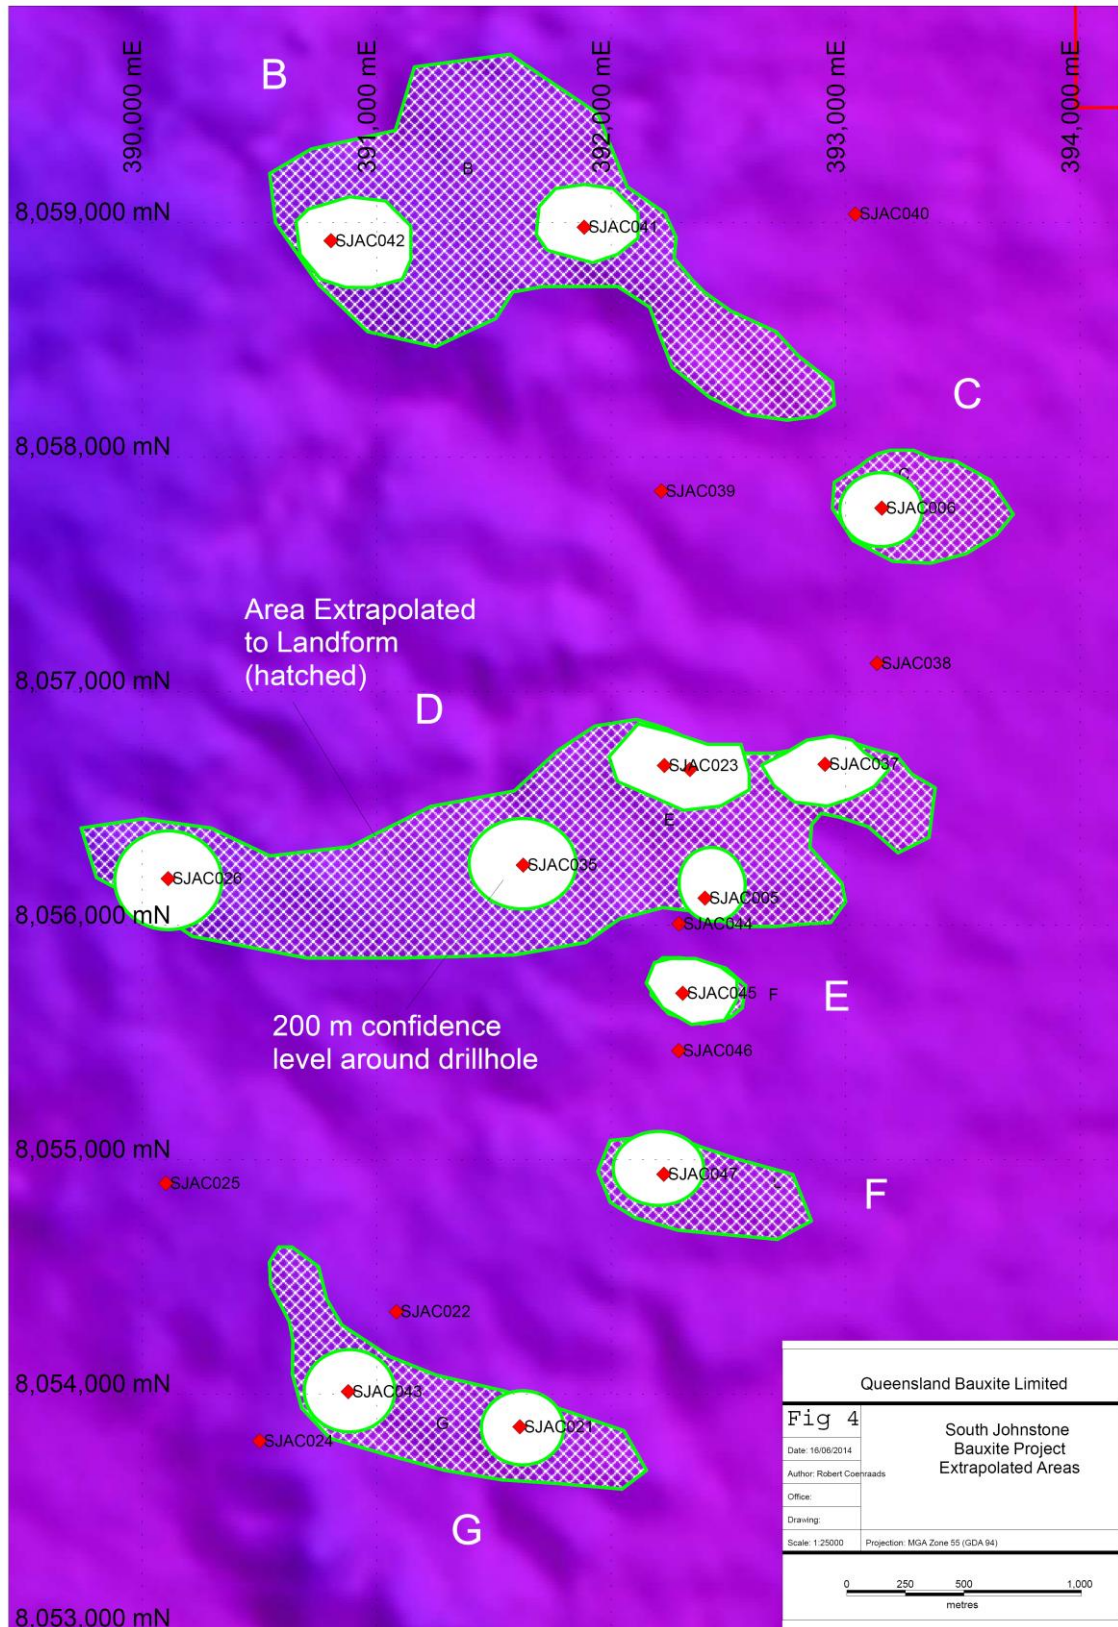 390,000 mE
391,000 mE
392,000 mE
393,000 mE
394,000 mE
B
B
8,059,000 mN
SJAC040
SJAC041
SJAC042
C
8,058,000 mN
C
SJAC039
SJAC006
Area Extrapolated
to Landform
(hatched)
SJAC038
8,057,000 mN
D
SJAC023
SJAC037
E
SJAC035
SJAC026
SJAC005
8,056,000 mN
SJAC044
SJAC045
F
E
200 m confidence
level around drillhole
SJAC046
8,055,000 mN
SJAC047
SJAC025
F
SJAC022
8,054,000 mN
SJAC043
G
SJAC021
SJAC024
G
8,053,000 mN
Queensland Bauxite Limited
Fig 4
Date: 16/06/2014
Author: Robert Coenraads
Office:
Drawing:
Scale: 1:25000
South Johnstone
Bauxite Project
Extrapolated Areas
Projection: MGA Zone 55 (GDA 94)
0 250 500 1,000
metres